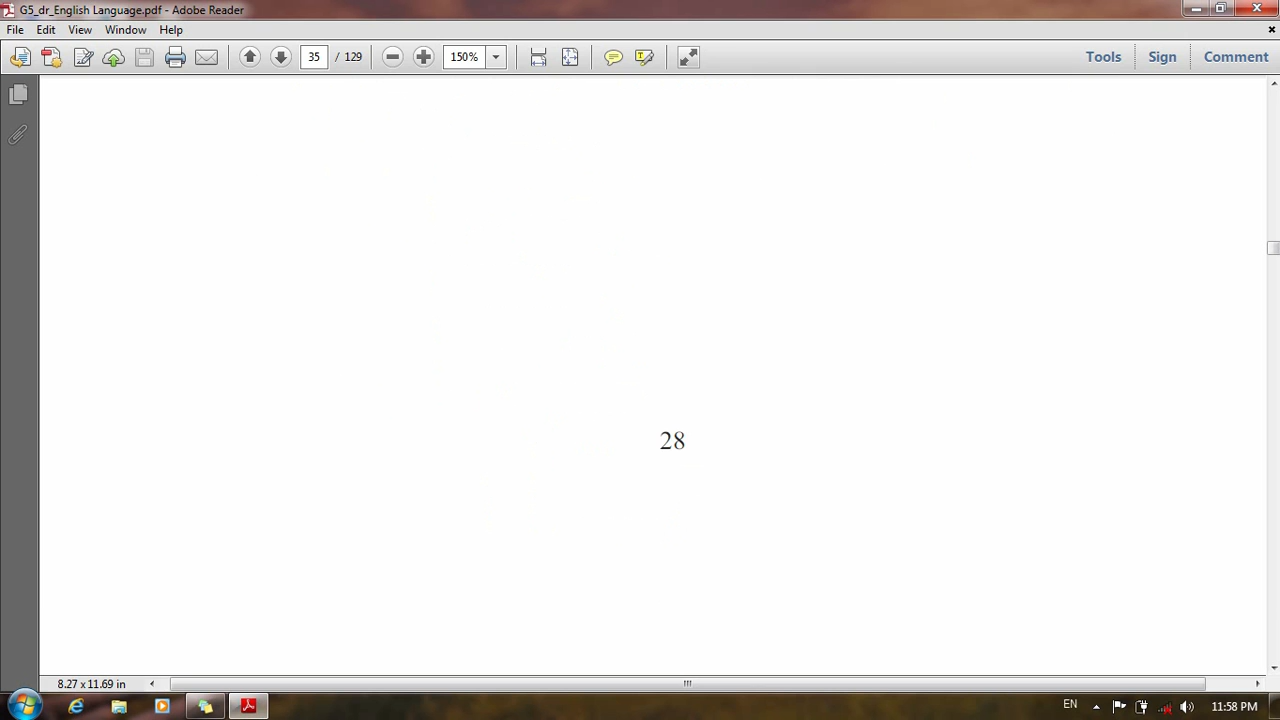 G5_dr_English Language.pdf - Adobe Reader
File Edit View Window Help
35 / 129 150% Tools Sign Comment
28
8.27 x 11.69 in
EN 11:58 PM